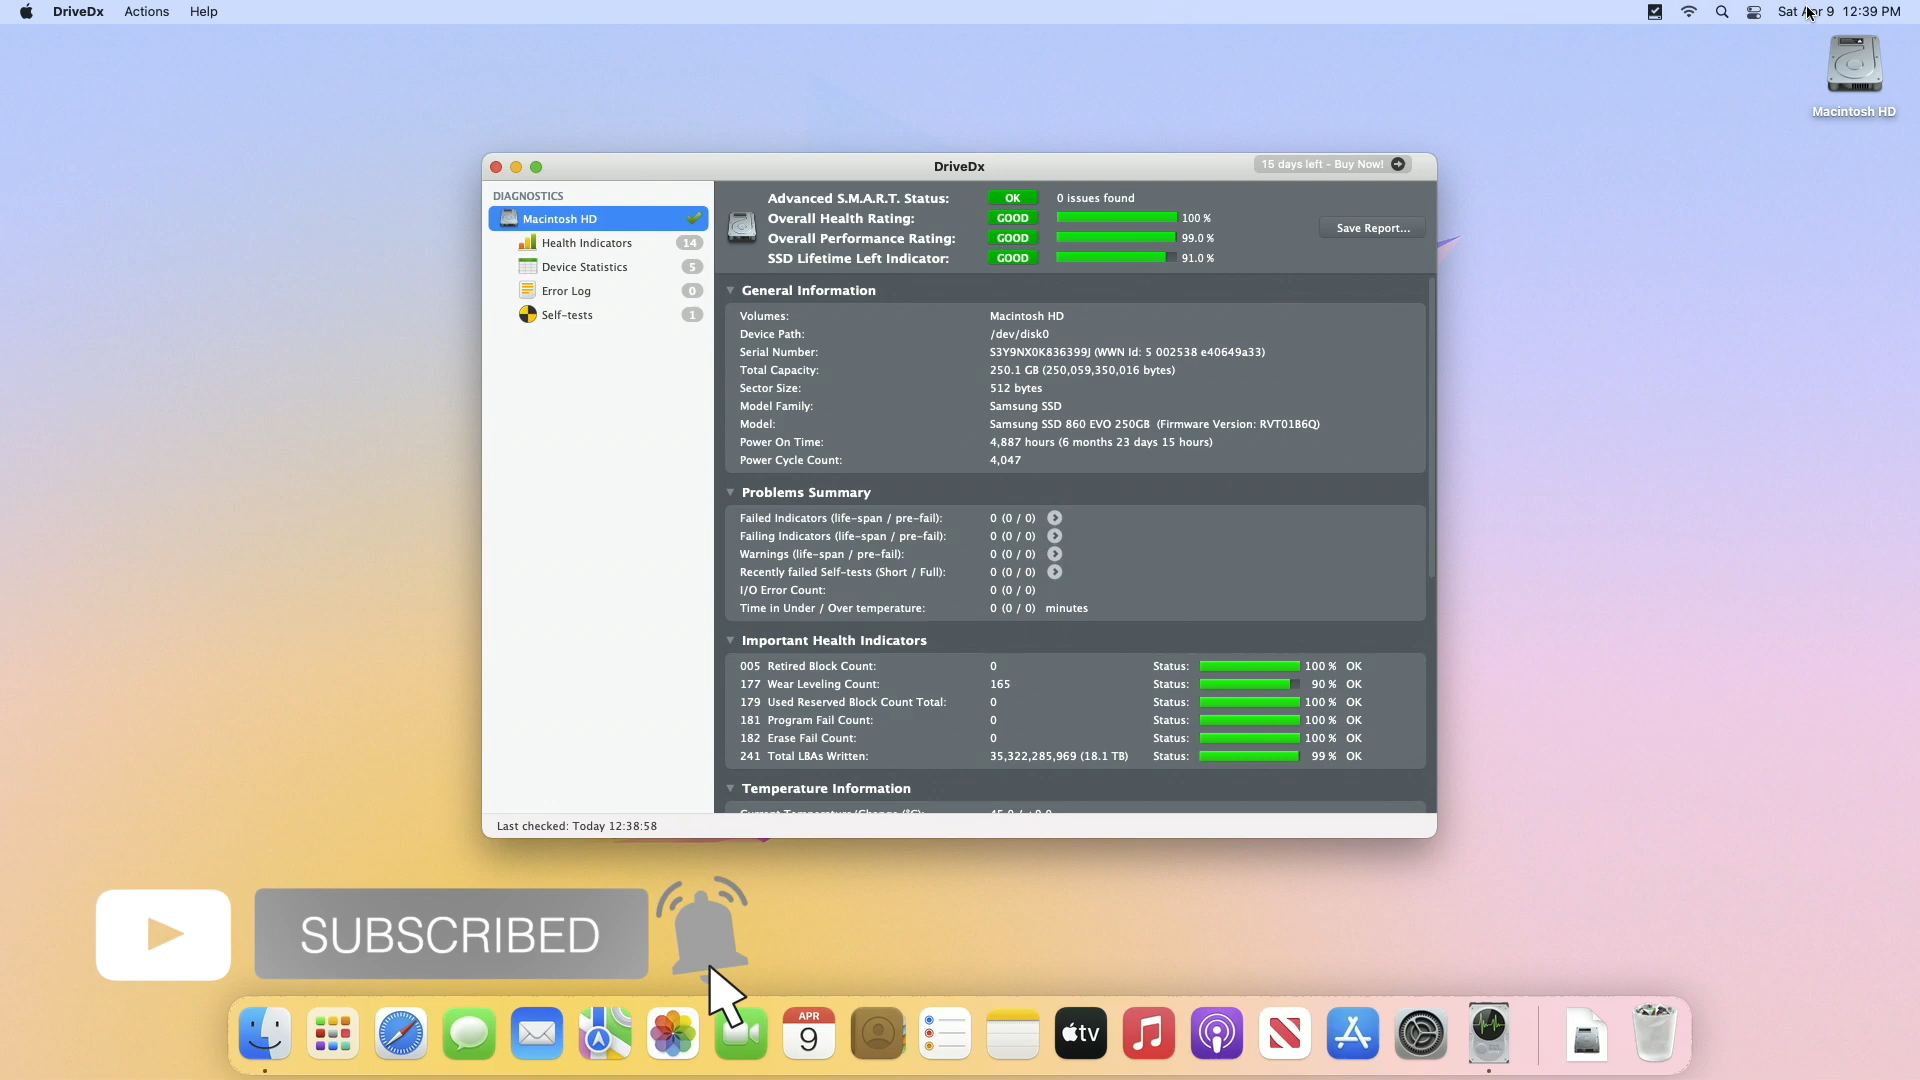 DriveDx Actions Help
Sat Apr 9 12:39 PM
Macintosh HD
DriveDx
15 days left - Buy Now!
DIAGNOSTICS
Macintosh HD
Health Indicators 14
Device Statistics 5
Error Log 0
Self-tests 1
Advanced S.M.A.R.T. Status: OK 0 issues found
Overall Health Rating: GOOD 100 %
Overall Performance Rating: GOOD 99.0 %
SSD Lifetime Left Indicator: GOOD 91.0 %
Save Report...
General Information
Volumes: Macintosh HD
Device Path: /dev/disk0
Serial Number: S3Y9NX0K836399J (WWN Id: 5 002538 e40649a33)
Total Capacity: 250.1 GB (250,059,350,016 bytes)
Sector Size: 512 bytes
Model Family: Samsung SSD
Model: Samsung SSD 860 EVO 250GB (Firmware Version: RVT01B6Q)
Power On Time: 4,887 hours (6 months 23 days 15 hours)
Power Cycle Count: 4,047
Problems Summary
Failed Indicators (life-span / pre-fail): 0 (0 / 0)
Failing Indicators (life-span / pre-fail): 0 (0 / 0)
Warnings (life-span / pre-fail): 0 (0 / 0)
Recently failed Self-tests (Short / Full): 0 (0 / 0)
I/O Error Count: 0 (0 / 0)
Time in Under / Over temperature: 0 (0 / 0) minutes
Important Health Indicators
005 Retired Block Count: 0 Status: 100 % OK
177 Wear Leveling Count: 165 Status: 90 % OK
179 Used Reserved Block Count Total: 0 Status: 100 % OK
181 Program Fail Count: 0 Status: 100 % OK
182 Erase Fail Count: 0 Status: 100 % OK
241 Total LBAs Written: 35,322,285,969 (18.1 TB) Status: 99 % OK
Temperature Information
Last checked: Today 12:38:58
SUBSCRIBED
APR
9
tv